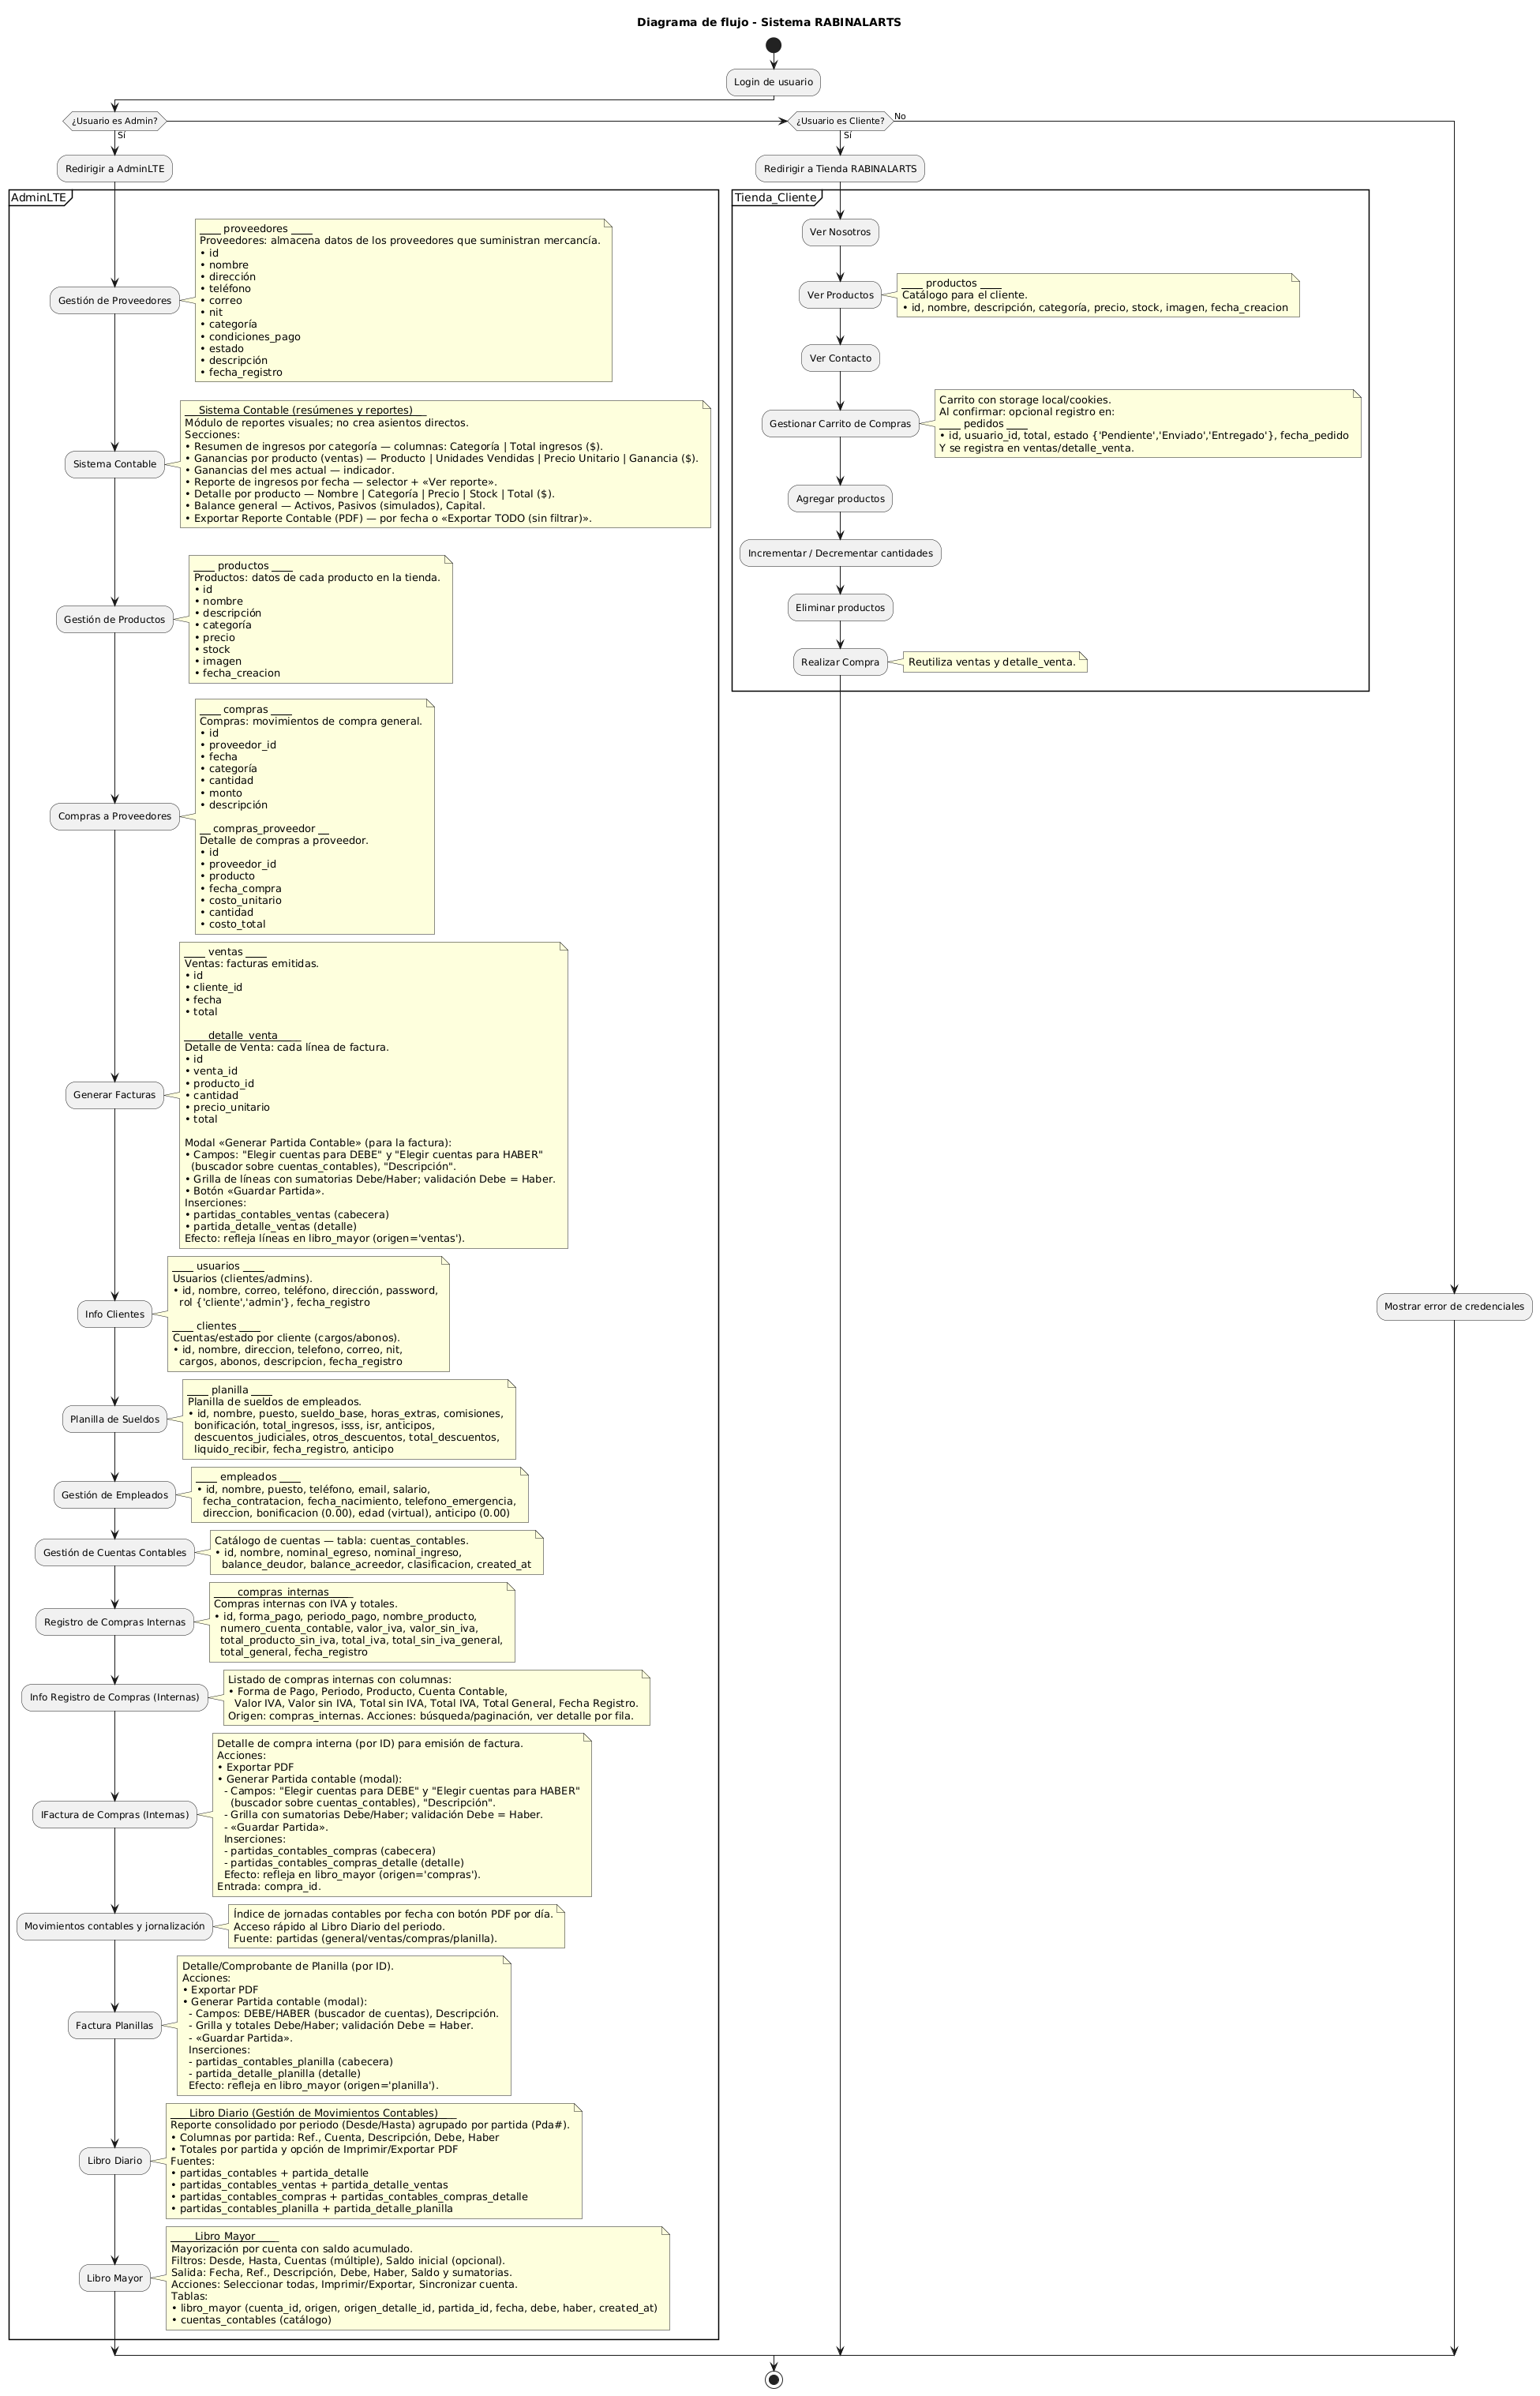 Diagrama de flujo - Sistema RABINALARTS
Login de usuario
¿Usuario es Admin?
Sí
¿Usuario es Cliente?
Sí
No
Redirigir a AdminLTE
AdminLTE
Gestión de Proveedores
____ proveedores ____
Proveedores: almacena datos de los proveedores que suministran mercancía.
• id
• nombre
• dirección
• teléfono
• correo
• nit
• categoría
• condiciones_pago
• estado
• descripción
• fecha_registro
Sistema Contable
Sistema Contable (resúmenes y reportes)
Módulo de reportes visuales; no crea asientos directos.
Secciones:
• Resumen de ingresos por categoría — columnas: Categoría | Total ingresos ($).
• Ganancias por producto (ventas) — Producto | Unidades Vendidas | Precio Unitario | Ganancia ($).
• Ganancias del mes actual — indicador.
• Reporte de ingresos por fecha — selector + «Ver reporte».
• Detalle por producto — Nombre | Categoría | Precio | Stock | Total ($).
• Balance general — Activos, Pasivos (simulados), Capital.
• Exportar Reporte Contable (PDF) — por fecha o «Exportar TODO (sin filtrar)».
Gestión de Productos
____ productos ____
Productos: datos de cada producto en la tienda.
• id
• nombre
• descripción
• categoría
• precio
• stock
• imagen
• fecha_creacion
Compras a Proveedores
____ compras ____
Compras: movimientos de compra general.
• id
• proveedor_id
• fecha
• categoría
• cantidad
• monto
• descripción
__ compras_proveedor __
Detalle de compras a proveedor.
• id
• proveedor_id
• producto
• fecha_compra
• costo_unitario
• cantidad
• costo_total
Generar Facturas
____ ventas ____
Ventas: facturas emitidas.
• id
• cliente_id
• fecha
• total
detalle_venta
Detalle de Venta: cada línea de factura.
• id
• venta_id
• producto_id
• cantidad
• precio_unitario
• total
Modal «Generar Partida Contable» (para la factura):
• Campos: "Elegir cuentas para DEBE" y "Elegir cuentas para HABER"
(buscador sobre cuentas_contables), "Descripción".
• Grilla de líneas con sumatorias Debe/Haber; validación Debe = Haber.
• Botón «Guardar Partida».
Inserciones:
• partidas_contables_ventas (cabecera)
• partida_detalle_ventas (detalle)
Efecto: refleja líneas en libro_mayor (origen='ventas').
Info Clientes
____ usuarios ____
Usuarios (clientes/admins).
• id, nombre, correo, teléfono, dirección, password,
rol {'cliente','admin'}, fecha_registro
____ clientes ____
Cuentas/estado por cliente (cargos/abonos).
• id, nombre, direccion, telefono, correo, nit,
cargos, abonos, descripcion, fecha_registro
Planilla de Sueldos
____ planilla ____
Planilla de sueldos de empleados.
• id, nombre, puesto, sueldo_base, horas_extras, comisiones,
bonificación, total_ingresos, isss, isr, anticipos,
descuentos_judiciales, otros_descuentos, total_descuentos,
liquido_recibir, fecha_registro, anticipo
Gestión de Empleados
____ empleados ____
• id, nombre, puesto, teléfono, email, salario,
fecha_contratacion, fecha_nacimiento, telefono_emergencia,
direccion, bonificacion (0.00), edad (virtual), anticipo (0.00)
Gestión de Cuentas Contables
Catálogo de cuentas — tabla: cuentas_contables.
• id, nombre, nominal_egreso, nominal_ingreso,
balance_deudor, balance_acreedor, clasificacion, created_at
Registro de Compras Internas
compras_internas
Compras internas con IVA y totales.
• id, forma_pago, periodo_pago, nombre_producto,
numero_cuenta_contable, valor_iva, valor_sin_iva,
total_producto_sin_iva, total_iva, total_sin_iva_general,
total_general, fecha_registro
Info Registro de Compras (Internas)
Listado de compras internas con columnas:
• Forma de Pago, Periodo, Producto, Cuenta Contable,
Valor IVA, Valor sin IVA, Total sin IVA, Total IVA, Total General, Fecha Registro.
Origen: compras_internas. Acciones: búsqueda/paginación, ver detalle por fila.
IFactura de Compras (Internas)
Detalle de compra interna (por ID) para emisión de factura.
Acciones:
• Exportar PDF
• Generar Partida contable (modal):
- Campos: "Elegir cuentas para DEBE" y "Elegir cuentas para HABER"
(buscador sobre cuentas_contables), "Descripción".
- Grilla con sumatorias Debe/Haber; validación Debe = Haber.
- «Guardar Partida».
Inserciones:
- partidas_contables_compras (cabecera)
- partidas_contables_compras_detalle (detalle)
Efecto: refleja en libro_mayor (origen='compras').
Entrada: compra_id.
Movimientos contables y jornalización
Índice de jornadas contables por fecha con botón PDF por día.
Acceso rápido al Libro Diario del periodo.
Fuente: partidas (general/ventas/compras/planilla).
Factura Planillas
Detalle/Comprobante de Planilla (por ID).
Acciones:
• Exportar PDF
• Generar Partida contable (modal):
- Campos: DEBE/HABER (buscador de cuentas), Descripción.
- Grilla y totales Debe/Haber; validación Debe = Haber.
- «Guardar Partida».
Inserciones:
- partidas_contables_planilla (cabecera)
- partida_detalle_planilla (detalle)
Efecto: refleja en libro_mayor (origen='planilla').
Libro Diario
Libro Diario (Gestión de Movimientos Contables)
Reporte consolidado por periodo (Desde/Hasta) agrupado por partida (Pda#).
• Columnas por partida: Ref., Cuenta, Descripción, Debe, Haber
• Totales por partida y opción de Imprimir/Exportar PDF
Fuentes:
• partidas_contables + partida_detalle
• partidas_contables_ventas + partida_detalle_ventas
• partidas_contables_compras + partidas_contables_compras_detalle
• partidas_contables_planilla + partida_detalle_planilla
Libro Mayor
Libro Mayor
Mayorización por cuenta con saldo acumulado.
Filtros: Desde, Hasta, Cuentas (múltiple), Saldo inicial (opcional).
Salida: Fecha, Ref., Descripción, Debe, Haber, Saldo y sumatorias.
Acciones: Seleccionar todas, Imprimir/Exportar, Sincronizar cuenta.
Tablas:
• libro_mayor (cuenta_id, origen, origen_detalle_id, partida_id, fecha, debe, haber, created_at)
• cuentas_contables (catálogo)
Redirigir a Tienda RABINALARTS
Tienda_Cliente
Ver Nosotros
Ver Productos
____ productos ____
Catálogo para el cliente.
• id, nombre, descripción, categoría, precio, stock, imagen, fecha_creacion
Ver Contacto
Gestionar Carrito de Compras
Carrito con storage local/cookies.
Al confirmar: opcional registro en:
____ pedidos ____
• id, usuario_id, total, estado {'Pendiente','Enviado','Entregado'}, fecha_pedido
Y se registra en ventas/detalle_venta.
Agregar productos
Incrementar / Decrementar cantidades
Eliminar productos
Realizar Compra
Reutiliza ventas y detalle_venta.
Mostrar error de credenciales